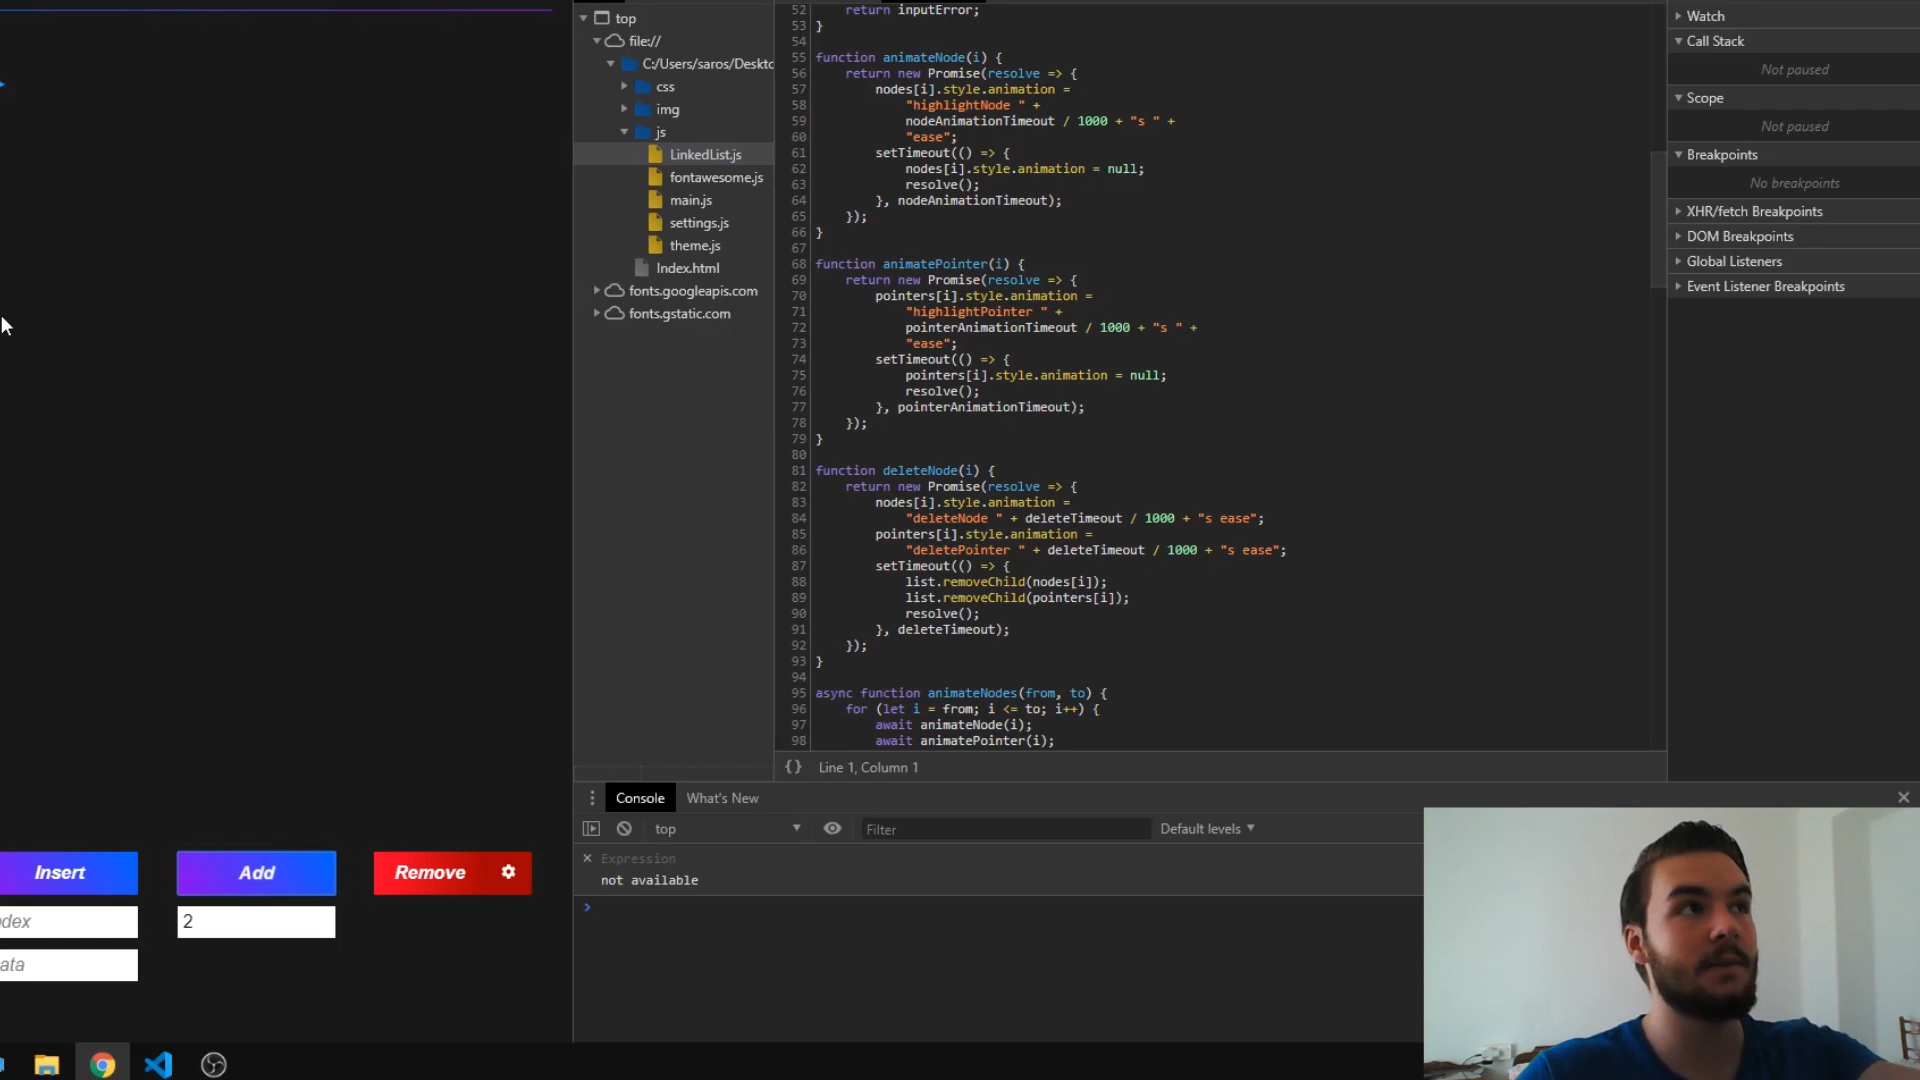 top
file://
C:/Users/saros/Deskto
css
img
js
LinkedList.js
fontawesome.js
main.js
settings.js
theme.js
Index.html
fonts.googleapis.com
fonts.gstatic.com
52 return inputError;
53 }
54
55 function animateNode(i) {
56 return new Promise(resolve => {
57 nodes[i].style.animation =
58 "highlightNode " +
59 nodeAnimationTimeout / 1000 + "s " +
60 "ease";
61 setTimeout(() => {
62 nodes[i].style.animation = null;
63 resolve();
64 }, nodeAnimationTimeout);
65 });
66 }
67
68 function animatePointer(i) {
69 return new Promise(resolve => {
70 pointers[i].style.animation =
71 "highlightPointer " +
72 pointerAnimationTimeout / 1000 + "s " +
73 "ease";
74 setTimeout(() => {
75 pointers[i].style.animation = null;
76 resolve();
77 }, pointerAnimationTimeout);
78 });
79 }
80
81 function deleteNode(i) {
82 return new Promise(resolve => {
83 nodes[i].style.animation =
84 "deleteNode " + deleteTimeout / 1000 + "s ease";
85 pointers[i].style.animation =
86 "deletePointer " + deleteTimeout / 1000 + "s ease";
87 setTimeout(() => {
88 list.removeChild(nodes[i]);
89 list.removeChild(pointers[i]);
90 resolve();
91 }, deleteTimeout);
92 });
93 }
94
95 async function animateNodes(from, to) {
96 for (let i = from; i <= to; i++) {
97 await animateNode(i);
98 await animatePointer(i);
{} Line 1, Column 1
Watch
Call Stack
Not paused
Scope
Not paused
Breakpoints
No breakpoints
XHR/fetch Breakpoints
DOM Breakpoints
Global Listeners
Event Listener Breakpoints
Console What's New
top Filter Default levels
Expression
not available
Insert Add Remove
ndex 2
ata